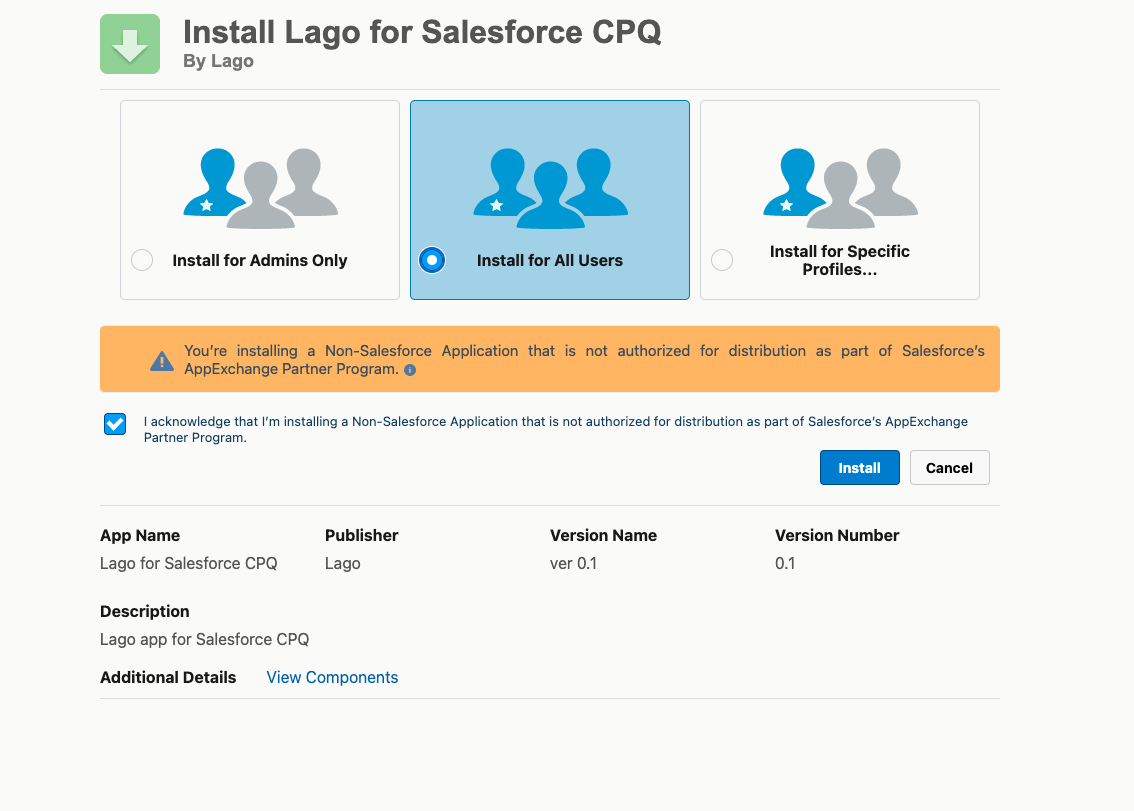 Install Lago for Salesforce CPQ
By Lago
Install for Admins Only
Install for All Users
Install for Specific
Profiles...
You're installing a Non-Salesforce Application that is not authorized for distribution as part of Salesforce's
AppExchange Partner Program.
I acknowledge that I'm installing a Non-Salesforce Application that is not authorized for distribution as part of Salesforce's AppExchange
Partner Program.
Install Cancel
App Name Publisher Version Name Version Number
Lago for Salesforce CPQ Lago ver 0.1 0.1
Description
Lago app for Salesforce CPQ
Additional Details View Components